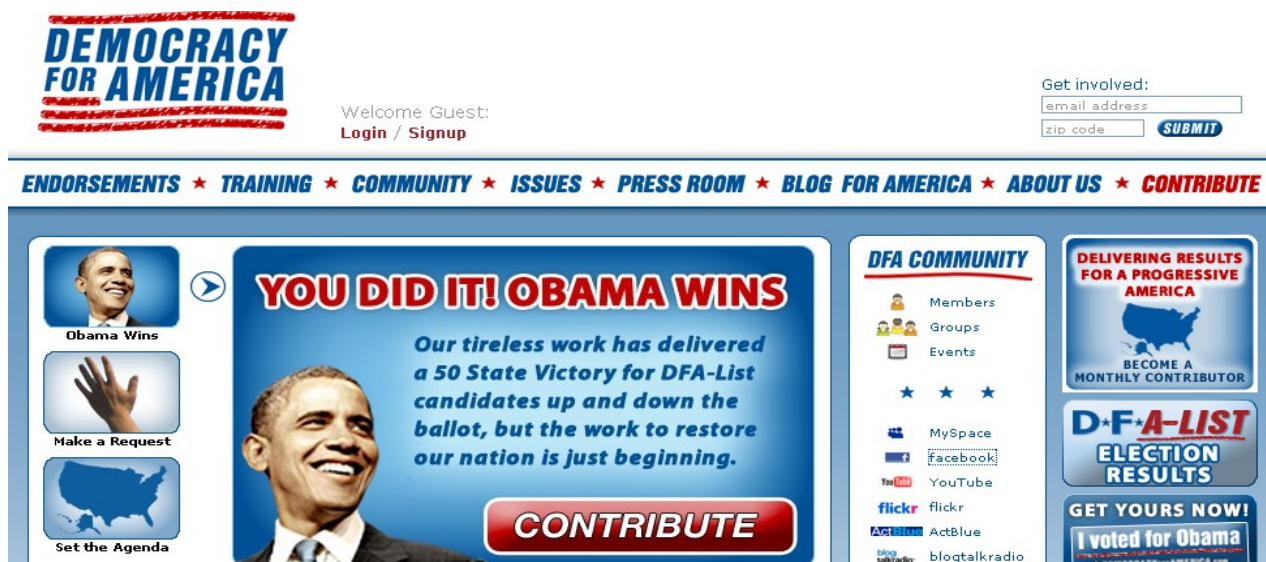 DEMOCRACY
FOR AMERICA
Welcome Guest:
Login / Signup
Get involved:
email address
zip code SUBMIT
ENDORSEMENTS ★ TRAINING ★ COMMUNITY ★ ISSUES ★ PRESS ROOM ★ BLOG FOR AMERICA ★ ABOUT US ★ CONTRIBUTE
Obama Wins
Make a Request
Set the Agenda
YOU DID IT! OBAMA WINS
Our tireless work has delivered
a 50 State Victory for DFA-List
candidates up and down the
ballot, but the work to restore
our nation is just beginning.
CONTRIBUTE
DFA COMMUNITY
Members
Groups
Events
★ ★ ★
MySpace
f facebook
YouTube YouTube
flickr flickr
ActBlue ActBlue
blog talkradio blogtalkradio
DELIVERING RESULTS
FOR A PROGRESSIVE
AMERICA
BECOME A
MONTHLY CONTRIBUTOR
D★F★A-LIST
ELECTION
RESULTS
GET YOURS NOW!
I voted for Obama